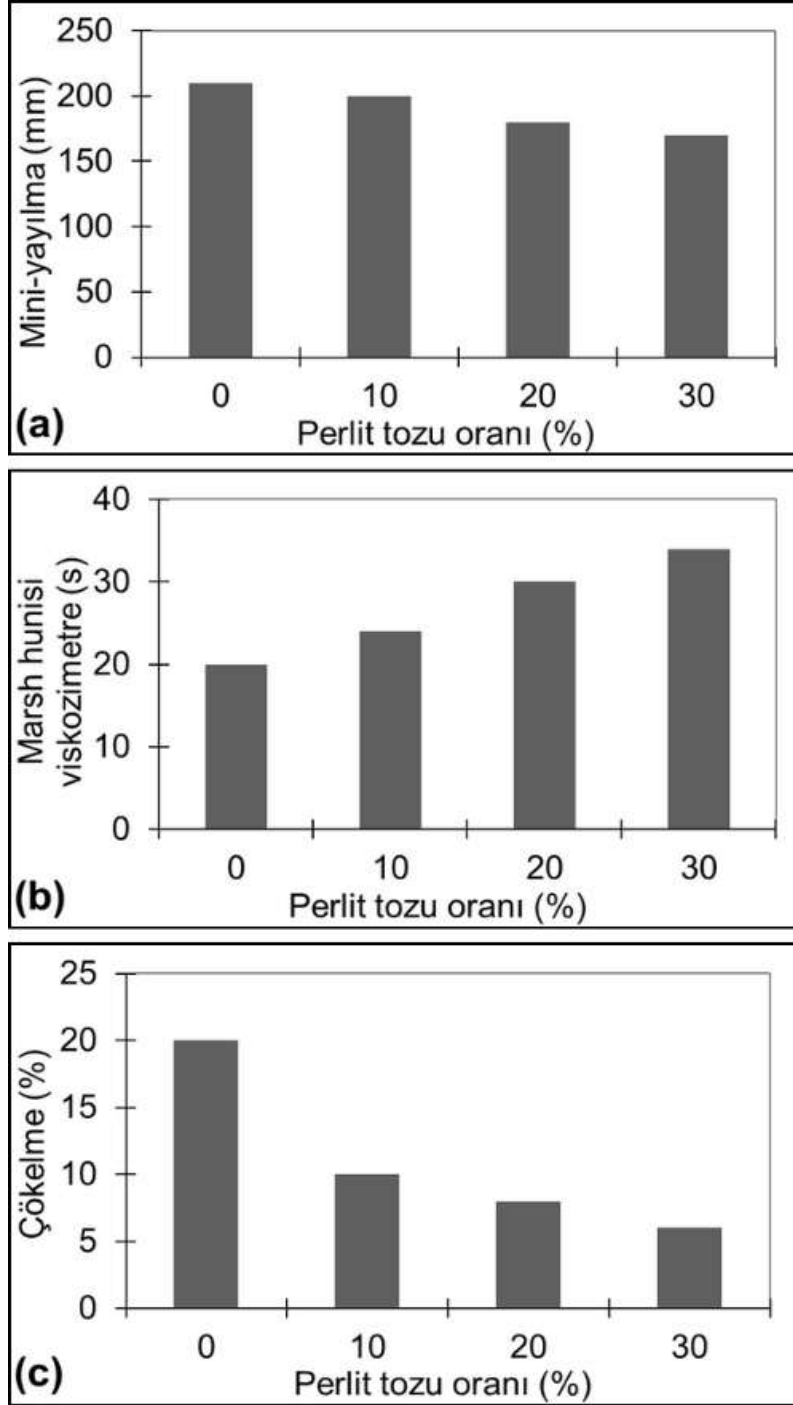 250
200
150
100
50
0
Mini-yayılma (mm)
0 10 20 30
Perlit tozu oranı (%)
(a)
40
30
20
10
0
Marsh hunisi
viskozimetre (s)
0 10 20 30
Perlit tozu oranı (%)
(b)
25
20
15
10
5
0
Çökelme (%)
0 10 20 30
Perlit tozu oranı (%)
(c)